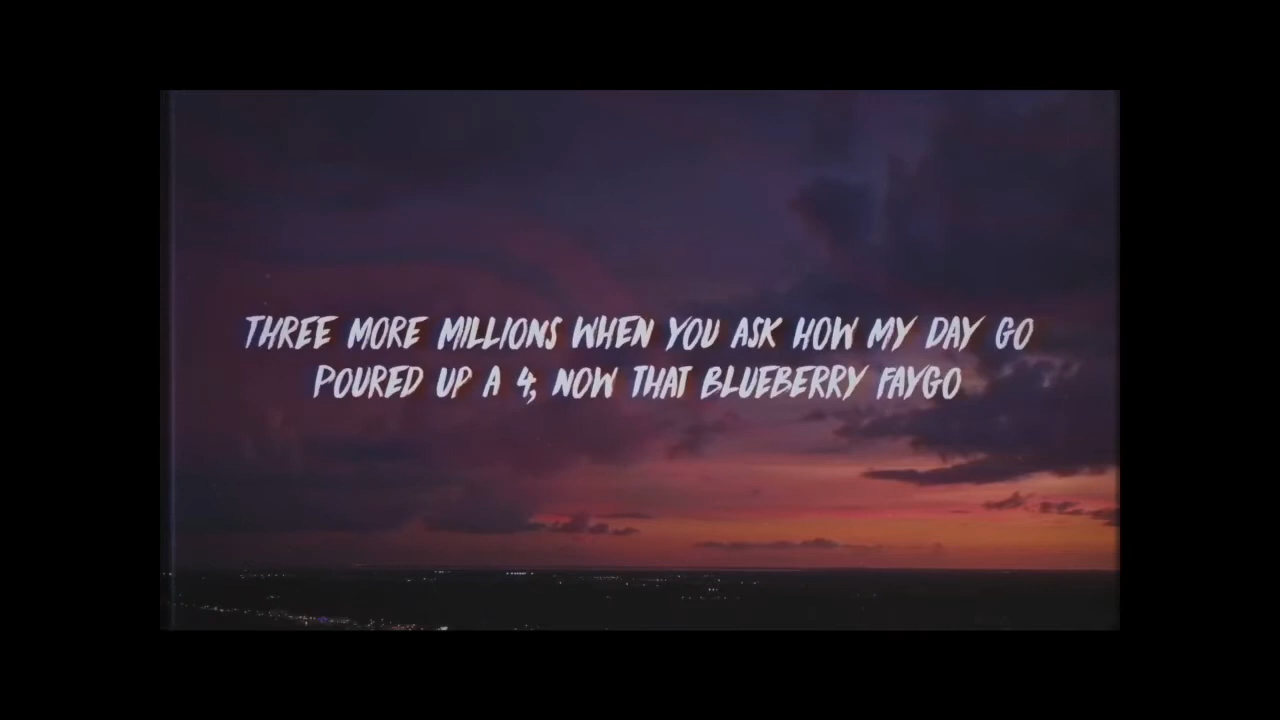 THREE MORE MILLIONS WHEN YOU ASK HOW MY DAY GO
POURED UP A 4, NOW THAT BLUEBERRY FAYGO